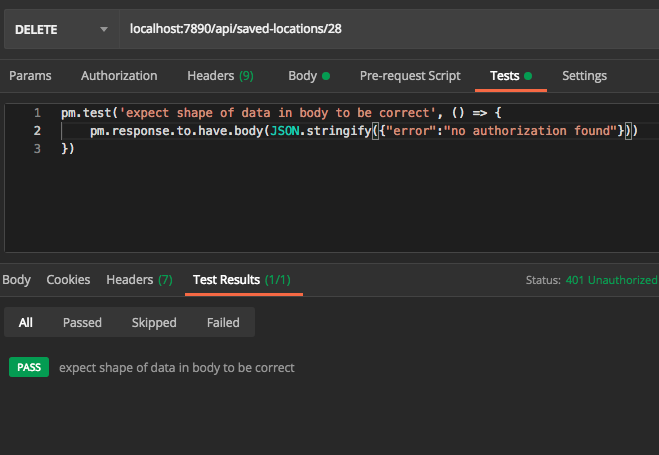 DELETE localhost:7890/api/saved-locations/28
Params Authorization Headers (9) Body Pre-request Script Tests Settings
1 pm.test('expect shape of data in body to be correct', () => {
2 pm.response.to.have.body(JSON.stringify({"error":"no authorization found"}))
3 })
Body Cookies Headers (7) Test Results (1/1) Status: 401 Unauthorized
All Passed Skipped Failed
PASS expect shape of data in body to be correct